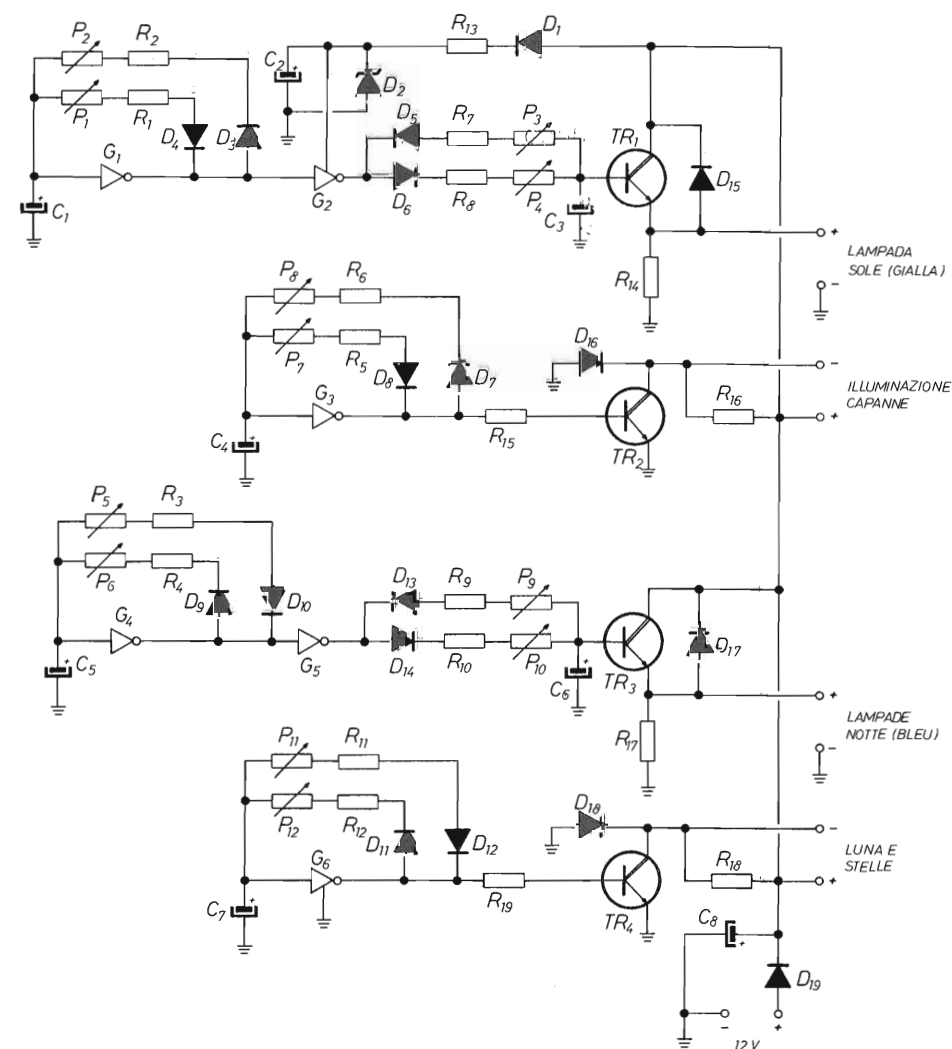 P2 R2
P1 R1
D4 D3
G1
C1
C2 +
D2
R13 D1
D5 R7 P3
D6 R8 P4
G2
C3 +
TR1
D15
R14
+
LAMPADA
SOLE (GIALLA)
-
P8 R6
P7 R5
D8 D7
G3
C4 +
R15
D16
TR2
R16
-
ILLUMINAZIONE
CAPANNE
+
P5 R3
P6 R4
D9 D10
G4
C5 +
G5
D13 R9 P9
D14 R10 P10
C6 +
TR3
D17
R17
+
LAMPADE
NOTTE (BLEU)
-
P11 R11
P12 R12
D11 D12
G6
C7 +
R19
D18
TR4
R18
-
LUNA E
STELLE
+
C8 +
D19
- +
12 V